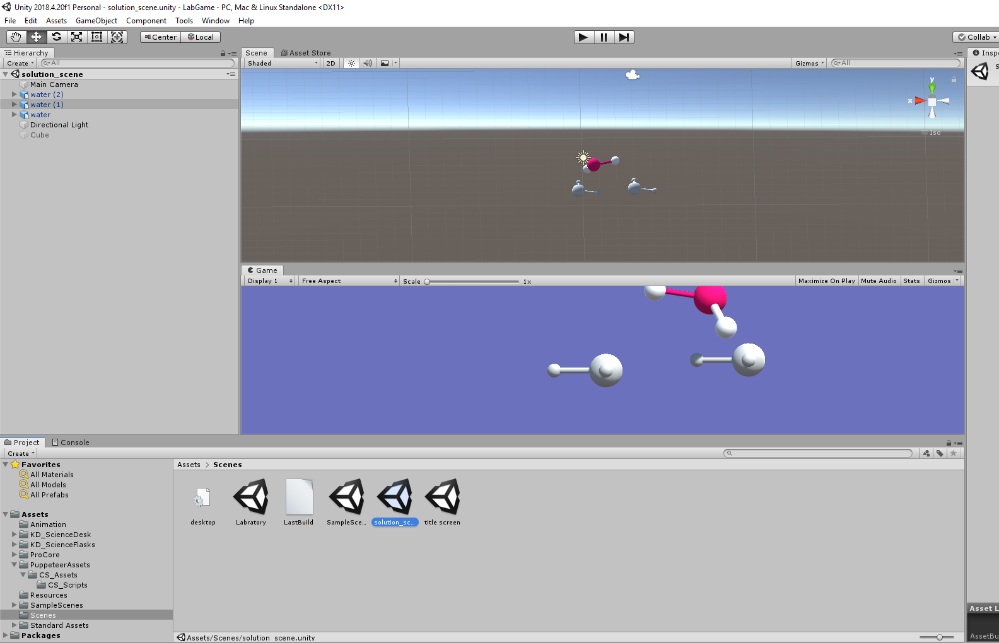 Unity 2018.4.20f1 Personal - solution_scene.unity - LabGame - PC, Mac & Linux Standalone <DX11>
File Edit Assets GameObject Component Tools Window Help
Center Local
Collab
Hierarchy
Create All
solution_scene
Main Camera
water (2)
water (1)
water
Directional Light
Cube
Scene Asset Store
Shaded 2D Gizmos All
y
x
Iso
Game
Display 1 Free Aspect Scale 1x Maximize On Play Mute Audio Stats Gizmos
Inspe
S
Project Console
Create
Favorites
All Materials
All Models
All Prefabs
Assets
Animation
KD_ScienceDesk
KD_ScienceFlasks
ProCore
PuppeteerAssets
CS_Assets
CS_Scripts
Resources
SampleScenes
Scenes
Standard Assets
Packages
Assets > Scenes
desktop Labratory LastBuild SampleSce... solution_sc... title screen
Assets/Scenes/solution_scene.unity
Asset L
AssetBu